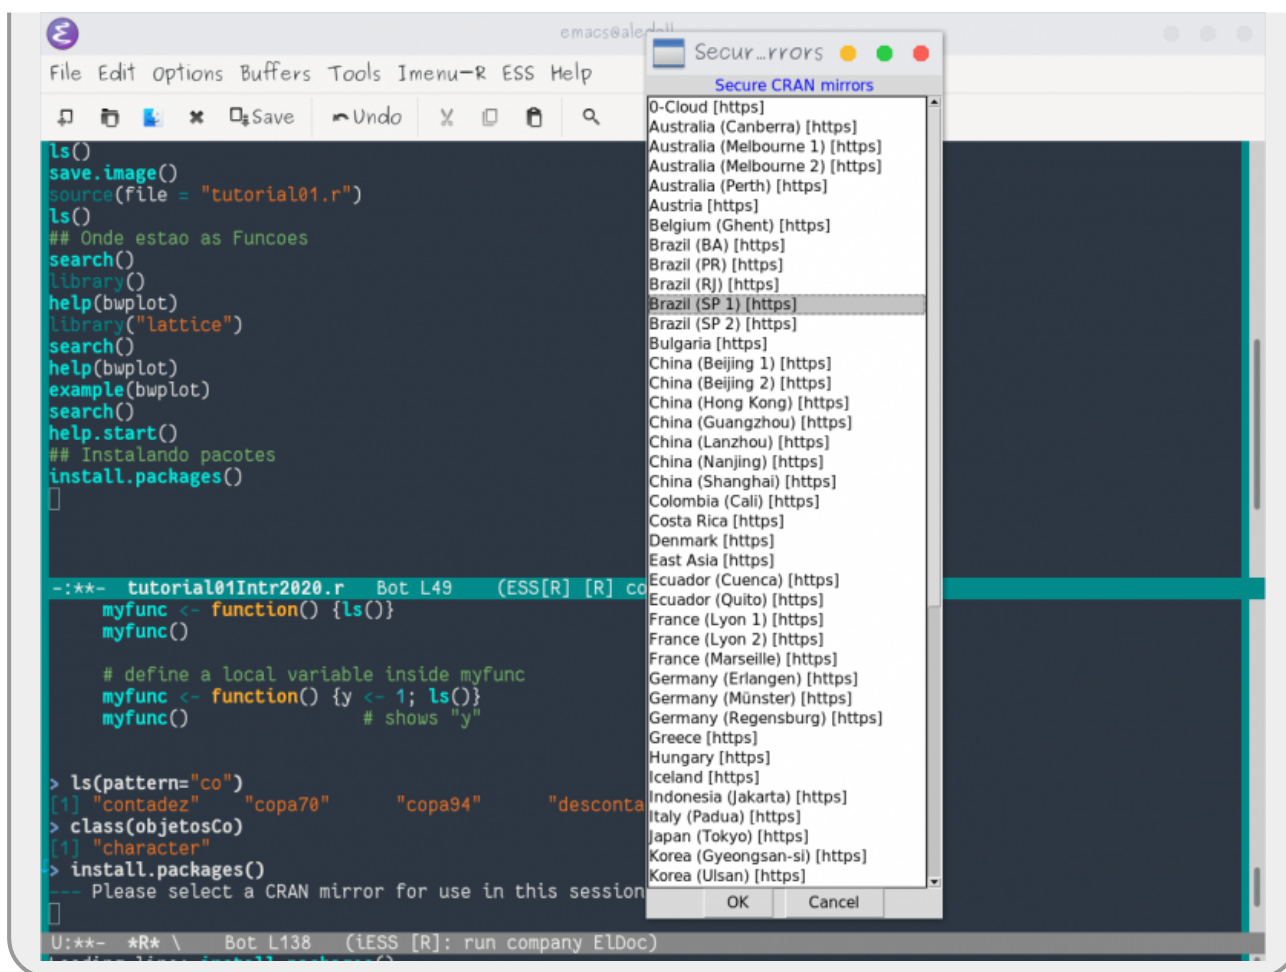 emacs@ale
File Edit Options Buffers Tools Imenu-R ESS Help
Save Undo
ls()
save.image()
source(file = "tutorial01.r")
ls()
## Onde estao as Funcoes
search()
library()
help(bwplot)
library("lattice")
search()
help(bwplot)
example(bwplot)
search()
help.start()
## Instalando pacotes
install.packages()
-:**- tutorial01Intr2020.r Bot L49 (ESS[R] [R] co
myfunc <- function() {ls()}
myfunc()
# define a local variable inside myfunc
myfunc <- function() {y <- 1; ls()}
myfunc() # shows "y"
> ls(pattern="co")
[1] "contadez" "copa70" "copa94" "desconta
> class(objetosCo)
[1] "character"
> install.packages()
--- Please select a CRAN mirror for use in this session
U:**- *R* \ Bot L138 (iESS [R]: run company ElDoc)
Secur…rrors
Secure CRAN mirrors
0-Cloud [https]
Australia (Canberra) [https]
Australia (Melbourne 1) [https]
Australia (Melbourne 2) [https]
Australia (Perth) [https]
Austria [https]
Belgium (Ghent) [https]
Brazil (BA) [https]
Brazil (PR) [https]
Brazil (RJ) [https]
Brazil (SP 1) [https]
Brazil (SP 2) [https]
Bulgaria [https]
China (Beijing 1) [https]
China (Beijing 2) [https]
China (Hong Kong) [https]
China (Guangzhou) [https]
China (Lanzhou) [https]
China (Nanjing) [https]
China (Shanghai) [https]
Colombia (Cali) [https]
Costa Rica [https]
Denmark [https]
East Asia [https]
Ecuador (Cuenca) [https]
Ecuador (Quito) [https]
France (Lyon 1) [https]
France (Lyon 2) [https]
France (Marseille) [https]
Germany (Erlangen) [https]
Germany (Münster) [https]
Germany (Regensburg) [https]
Greece [https]
Hungary [https]
Iceland [https]
Indonesia (Jakarta) [https]
Italy (Padua) [https]
Japan (Tokyo) [https]
Korea (Gyeongsan-si) [https]
Korea (Ulsan) [https]
OK Cancel